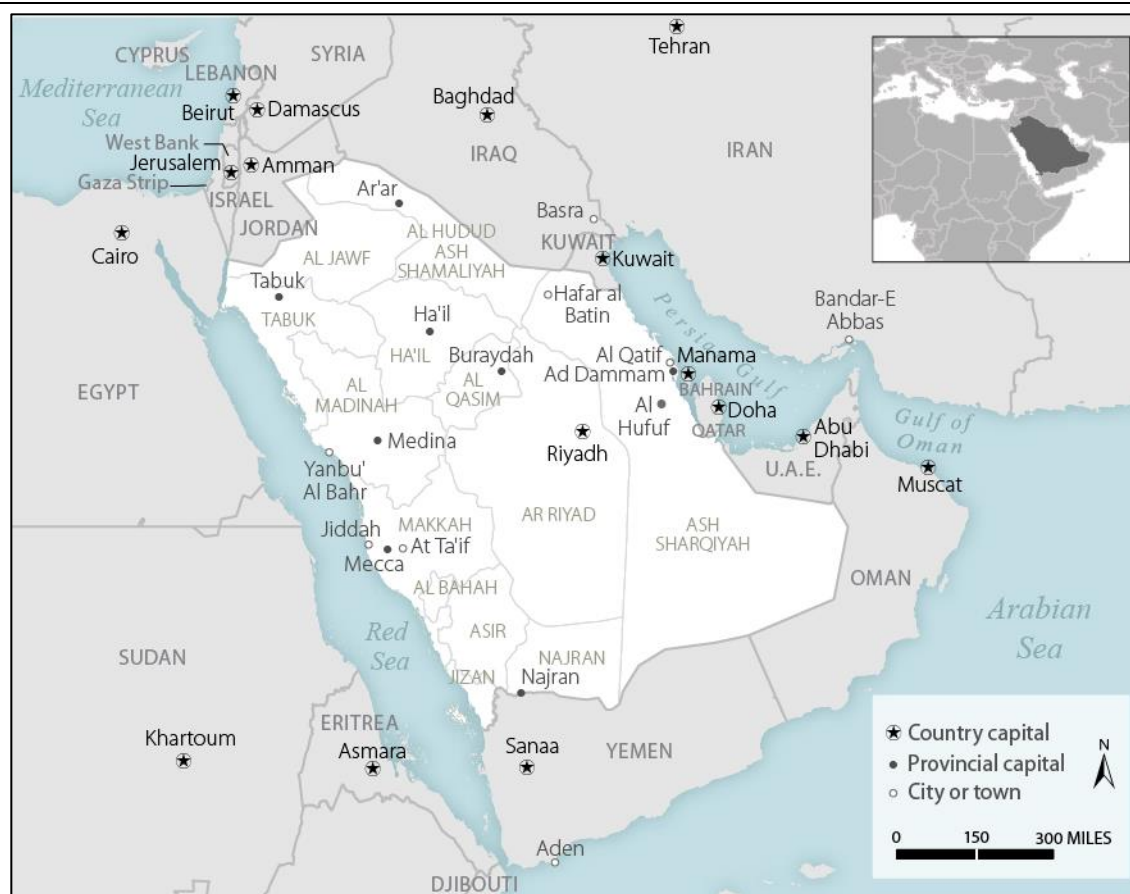 Tehran
CYPRUS
SYRIA
LEBANON
Mediterranean
Sea
Beirut
Damascus
Baghdad
West Bank
Jerusalem
Amman
Gaza Strip
ISRAEL
IRAQ
IRAN
JORDAN
Ar'ar
Basra
AL HUDUD
ASH
SHAMALIYAH
KUWAIT
Kuwait
Cairo
AL JAWF
Tabuk
TABUK
Hafar al
Batin
Persian Gulf
Bandar-E
Abbas
Ha'il
HA'IL
Buraydah
AL
QASIM
Al Qatif
Manama
Ad Dammam
BAHRAIN
EGYPT
AL
MADINAH
Al
Hufuf
Doha
QATAR
Abu
Dhabi
Gulf of
Oman
Medina
Riyadh
U.A.E.
Muscat
Yanbu'
Al Bahr
AR RIYAD
ASH
SHARQIYAH
Jiddah
MAKKAH
At Ta'if
Mecca
AL BAHAH
OMAN
Arabian
Sea
Red
Sea
ASIR
SUDAN
NAJRAN
JIZAN
Najran
ERITREA
Khartoum
Asmara
Sanaa
YEMEN
Aden
DJIBOUTI
Country capital
Provincial capital
City or town
N
0 150 300 MILES